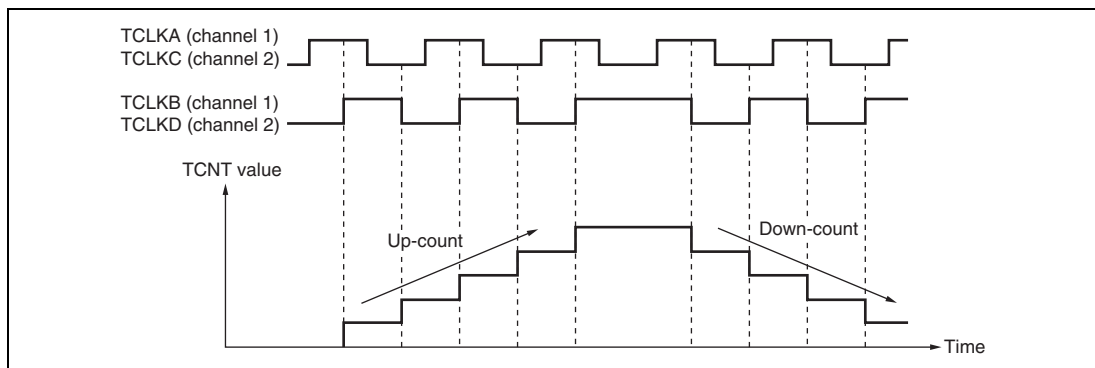 TCLKA (channel 1)
TCLKC (channel 2)
TCLKB (channel 1)
TCLKD (channel 2)
TCNT value
Up-count
Down-count
Time